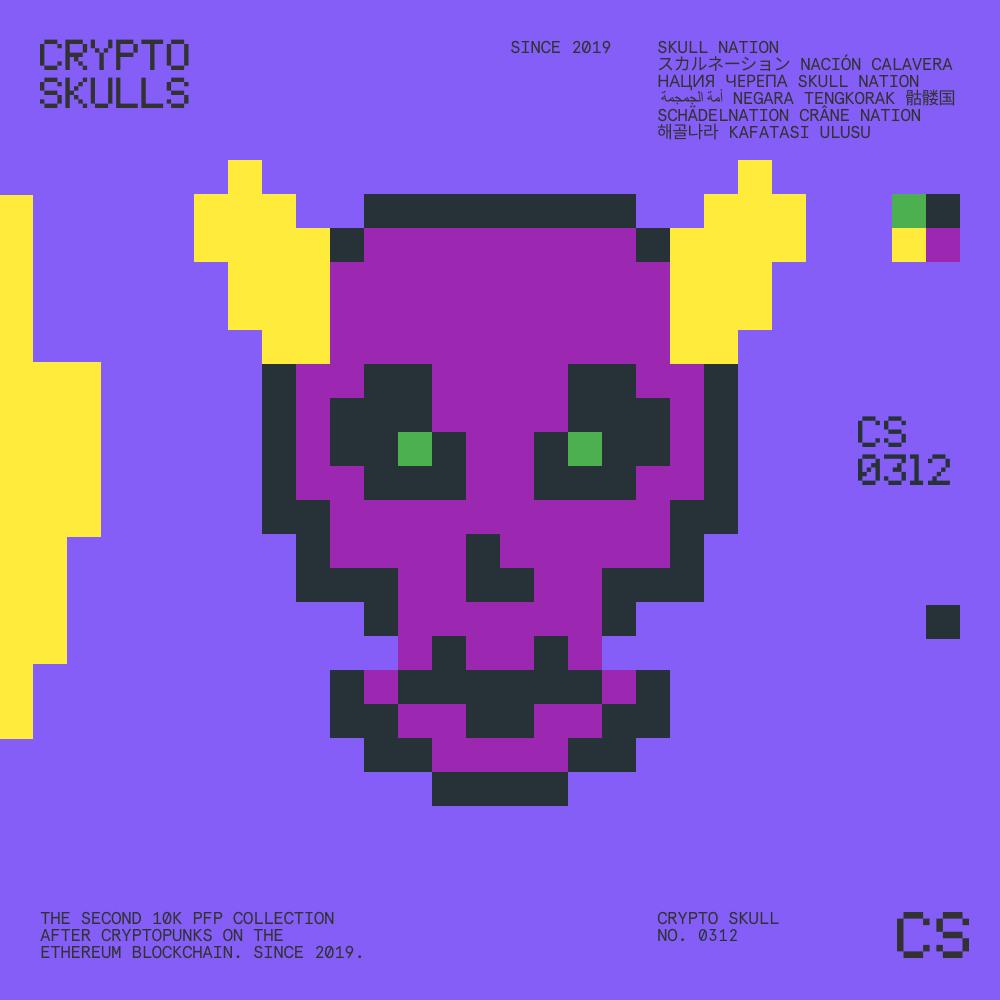 CRYPTO
SKULLS
SINCE 2019
SKULL NATION
スカルネーション NACIÓN CALAVERA
НАЦИЯ ЧЕРЕПА SKULL NATION
أمة الجمجمة NEGARA TENGKORAK 骷髅国
SCHÄDELNATION CRÂNE NATION
해골나라 KAFATASI ULUSU
CS
0312
THE SECOND 10K PFP COLLECTION
AFTER CRYPTOPUNKS ON THE
ETHEREUM BLOCKCHAIN. SINCE 2019.
CRYPTO SKULL
NO. 0312
CS